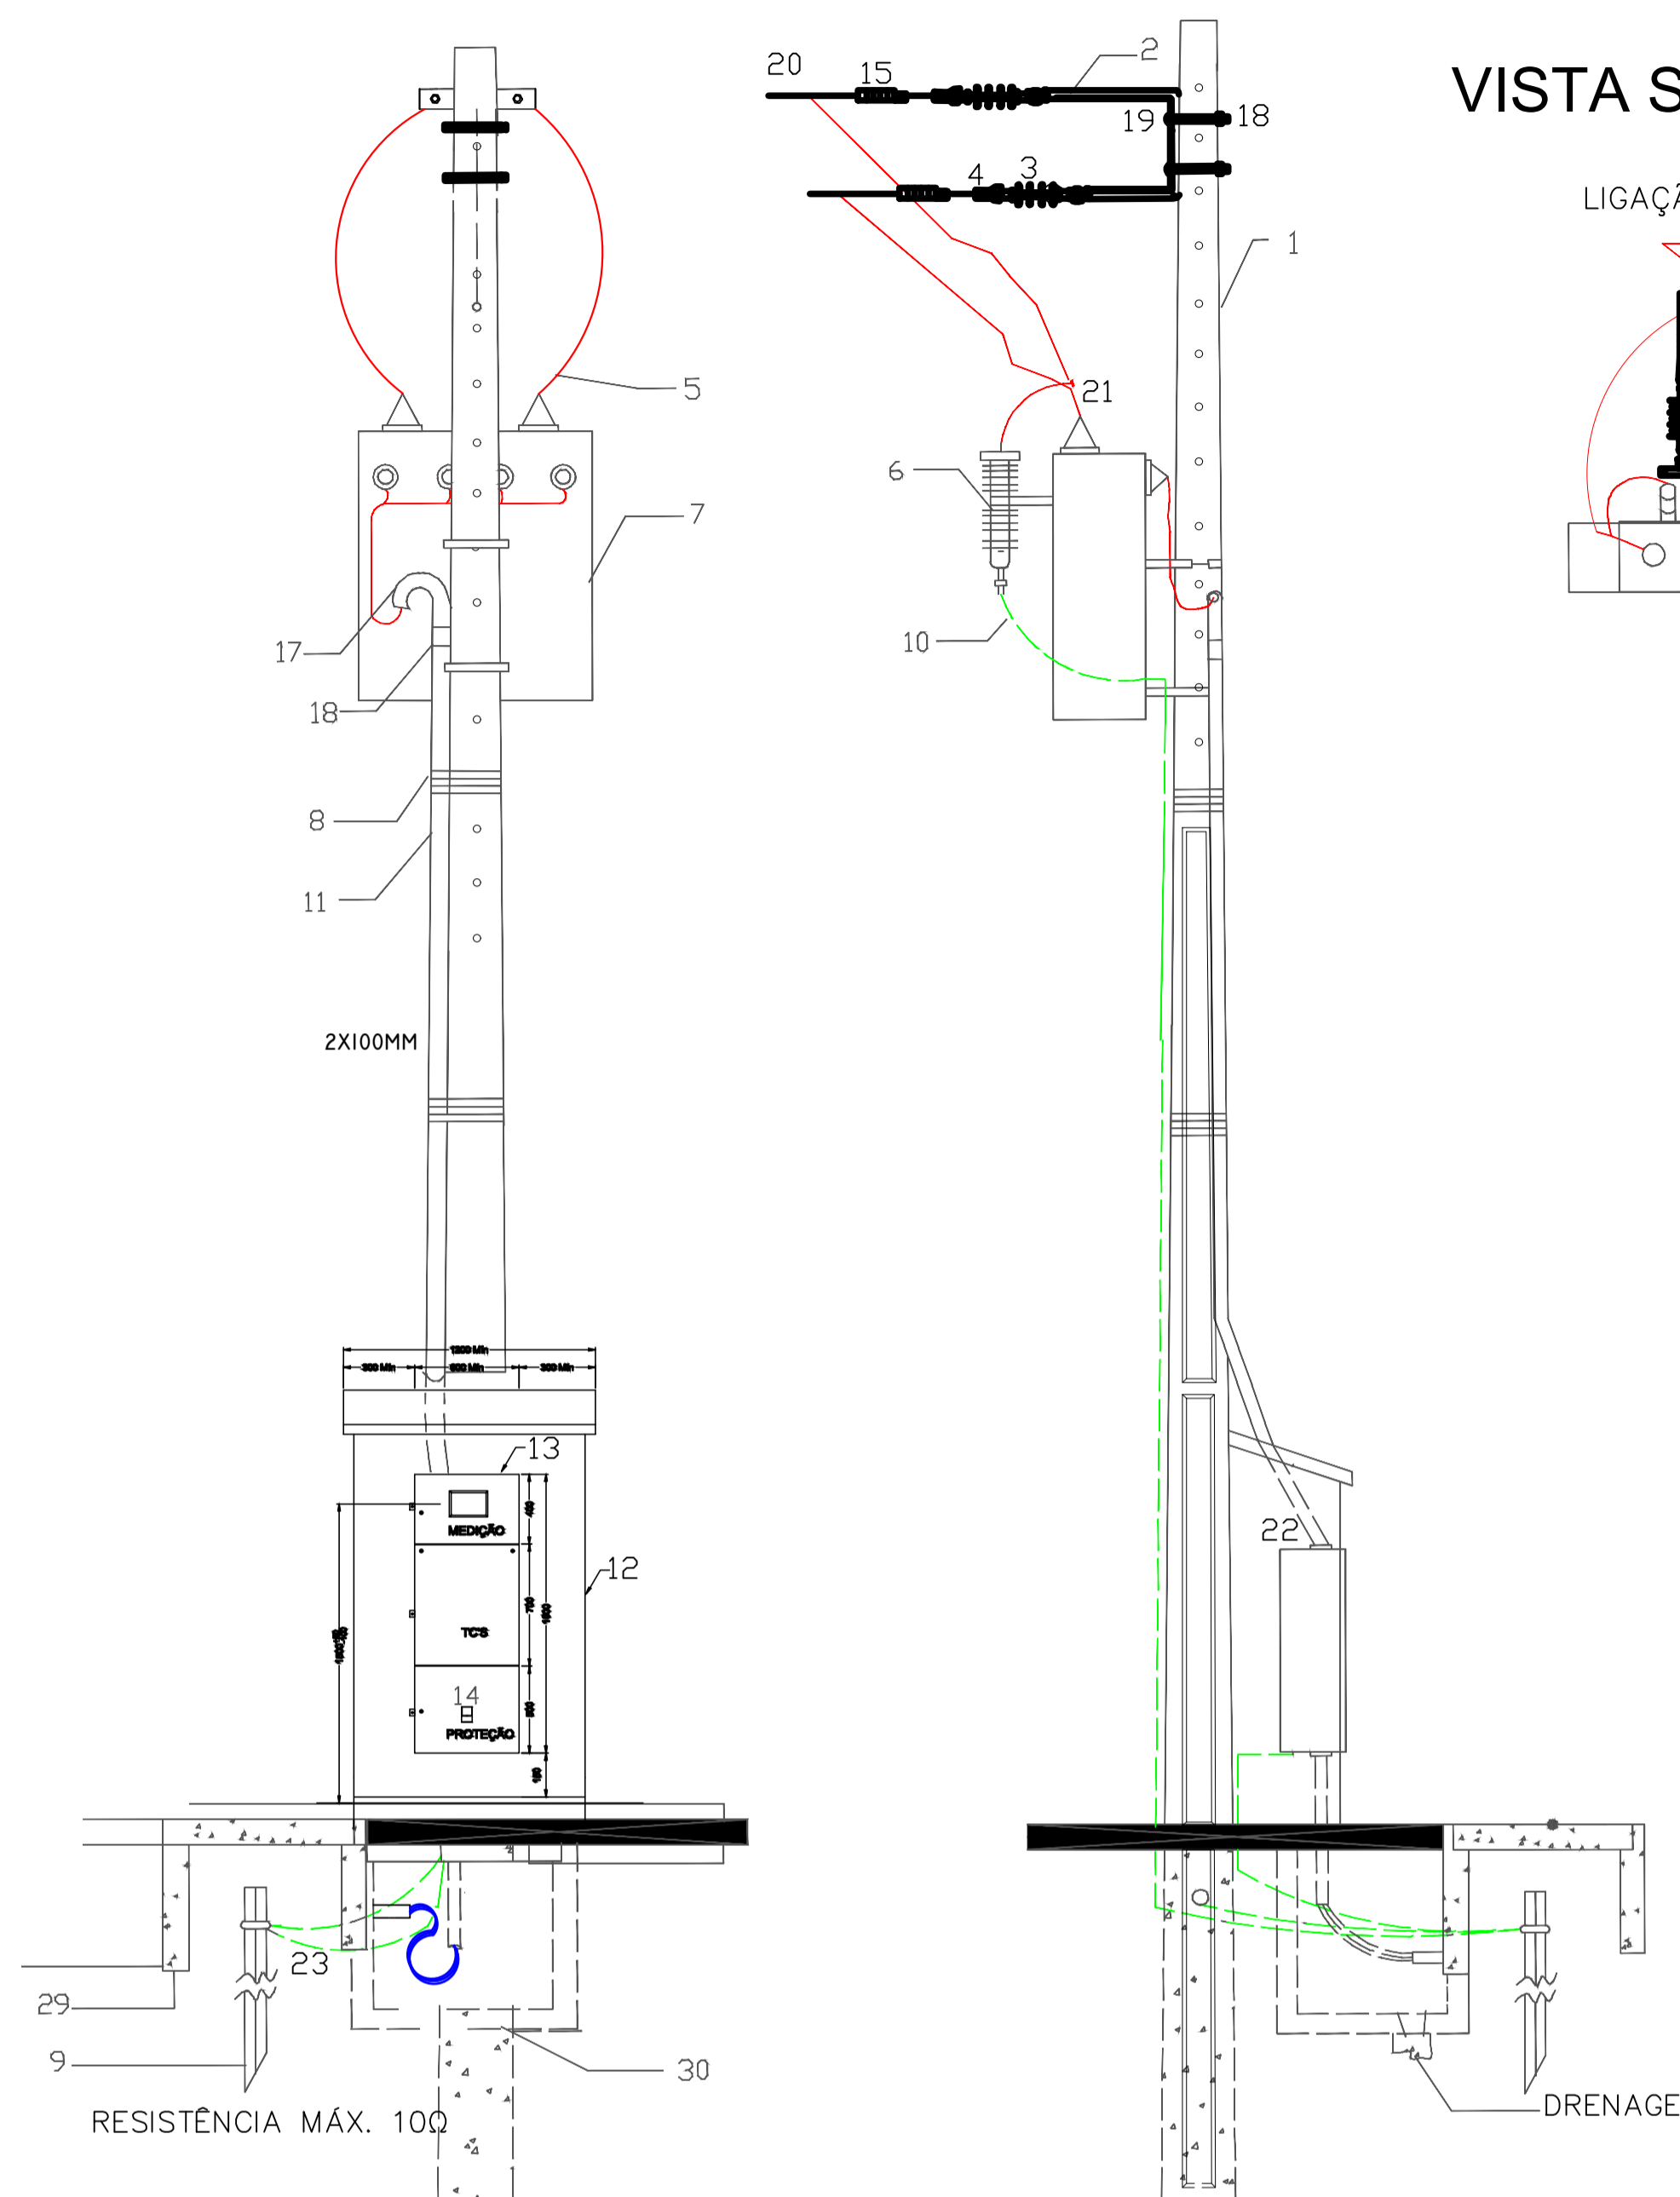 20
15
2
VISTA S
19
18
4
3
LIGAÇÃ
1
5
21
6
7
10
17
18
8
11
2X100MM
1200 Min
300 Min
600 Min
300 Min
13
400
MEDIÇÃO
22
12
700
TC'S
14
PROTEÇÃO
23
29
9
30
RESISTÊNCIA MÁX. 10Ω
DRENAGE